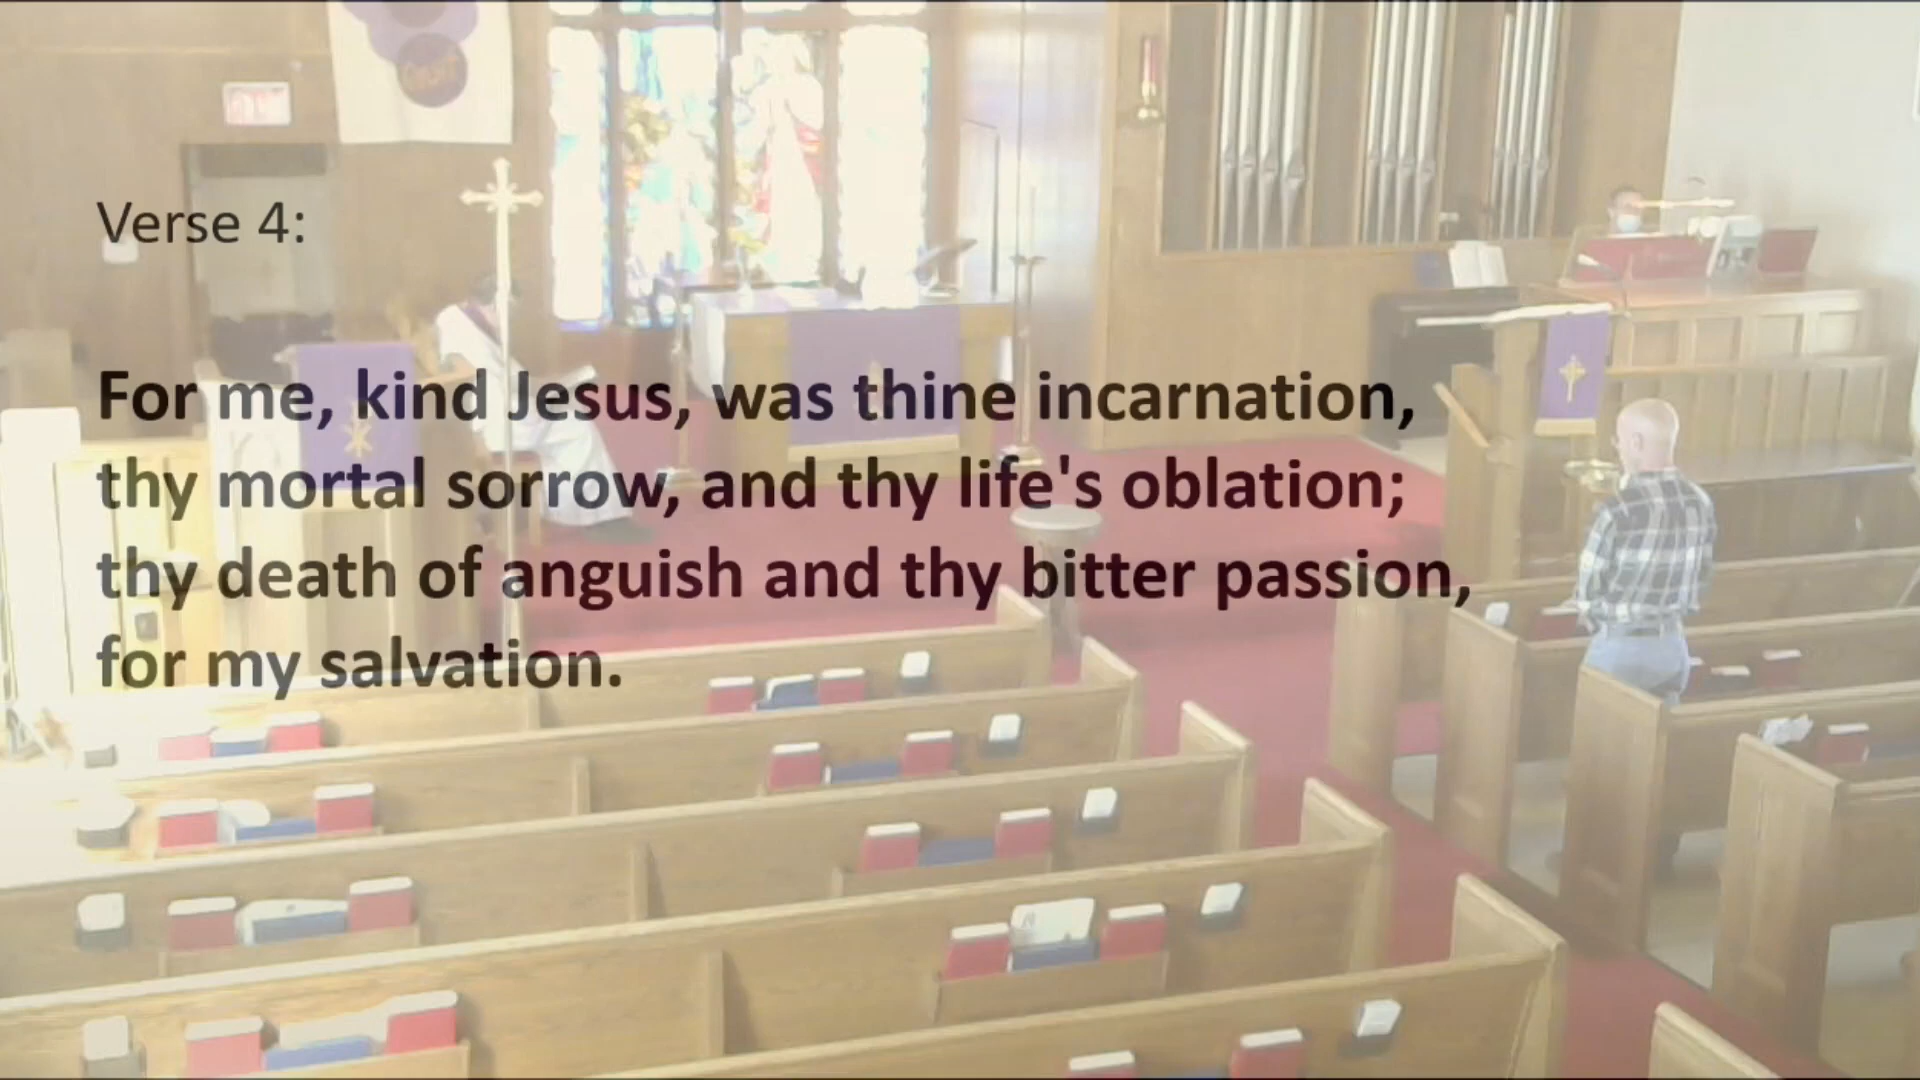 Verse 4:
For me, kind Jesus, was thine incarnation,
thy mortal sorrow, and thy life's oblation;
thy death of anguish and thy bitter passion,
for my salvation.